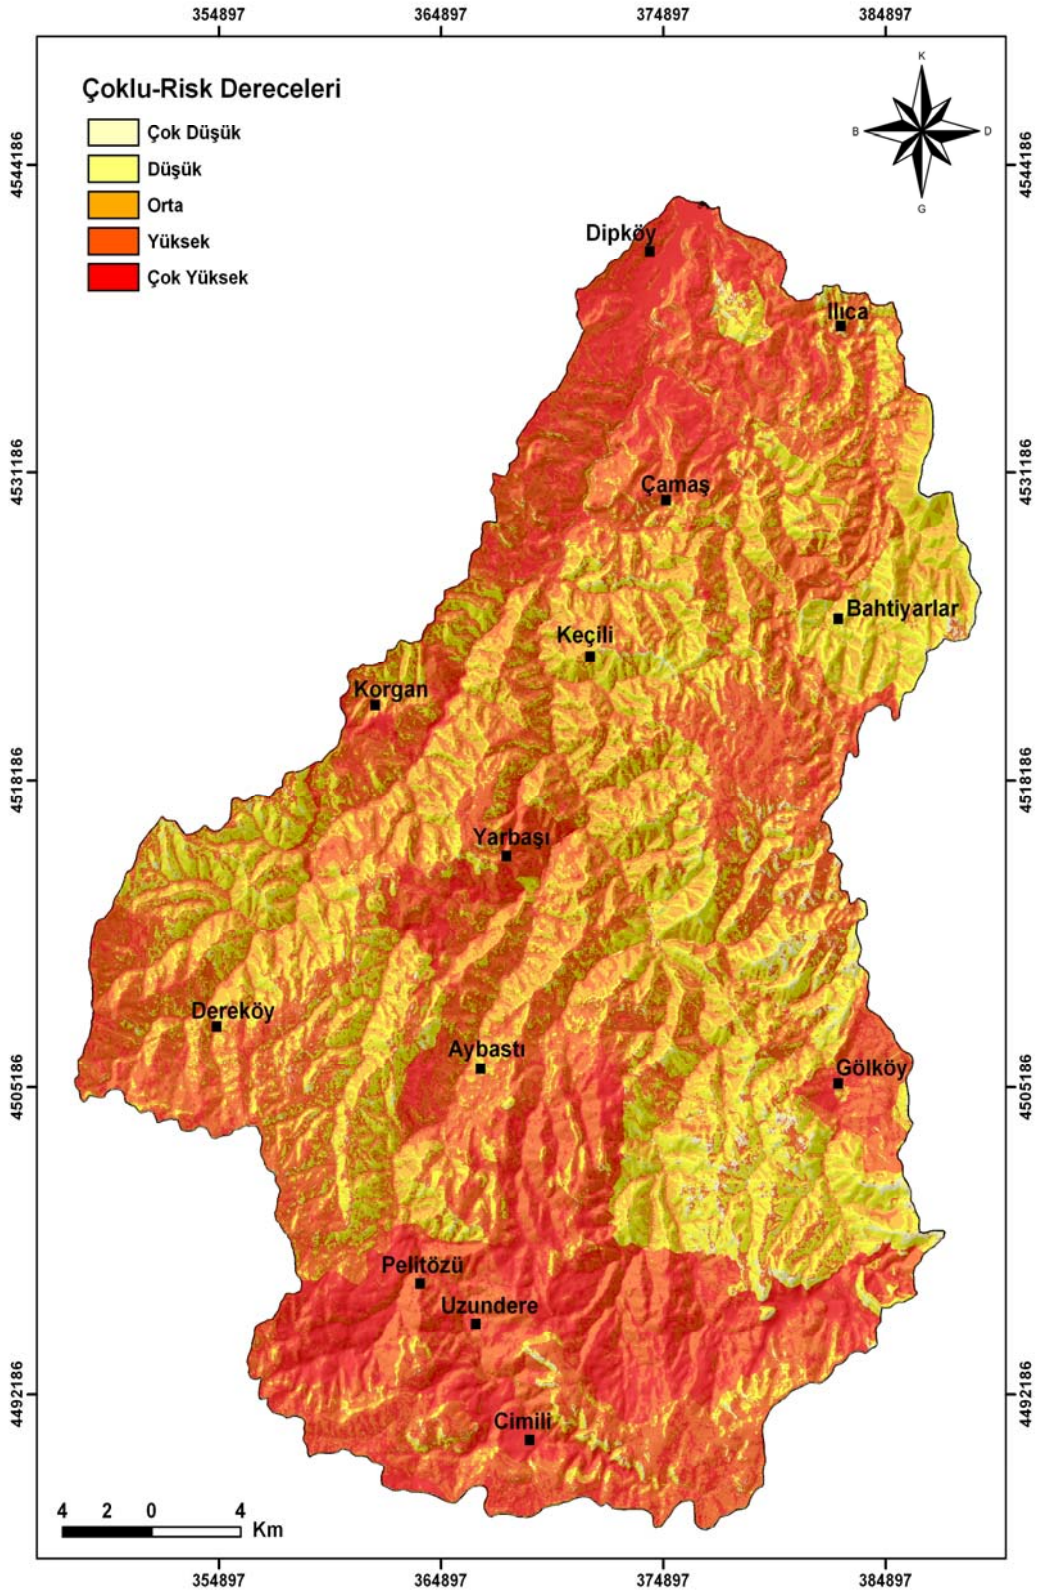 354897 364897 374897 384897
Çoklu-Risk Dereceleri
Çok Düşük
Düşük
Orta
Yüksek
Çok Yüksek
K
B D
G
4544186 4544186
Dipköy
Ilıca
4531186 4531186
Çamaş
Bahtiyarlar
Keçili
Korgan
4518186 4518186
Yarbaşı
Dereköy
Aybastı
Gölköy
4505186 4505186
Pelitözü
Uzundere
4492186 4492186
Cimili
4 2 0 4
Km
354897 364897 374897 384897